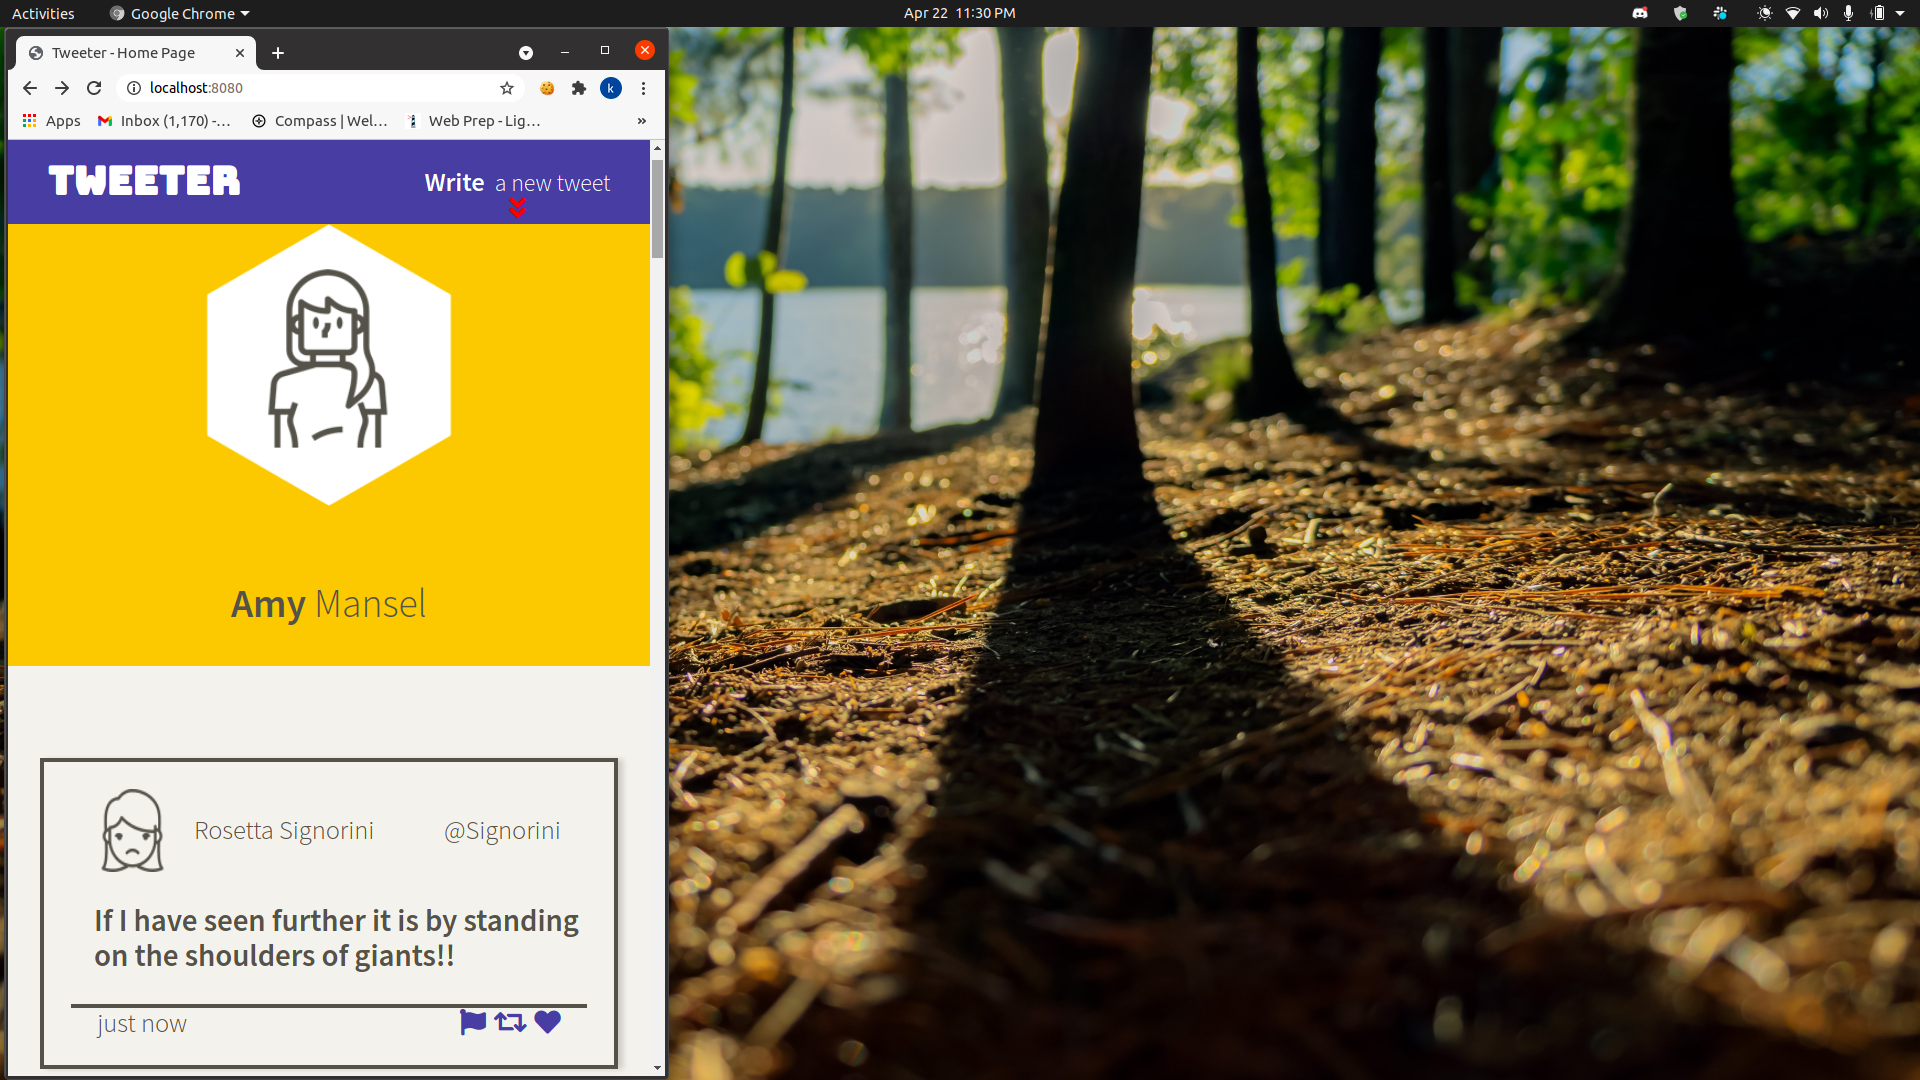 Activities
Google Chrome
Apr 22 11:30 PM
Tweeter - Home Page
localhost:8080
k
Apps
Inbox (1,170) -...
Compass | Wel...
Web Prep - Lig...
»
TWEETER
Write a new tweet
Amy Mansel
Rosetta Signorini
@Signorini
If I have seen further it is by standing
on the shoulders of giants!!
just now